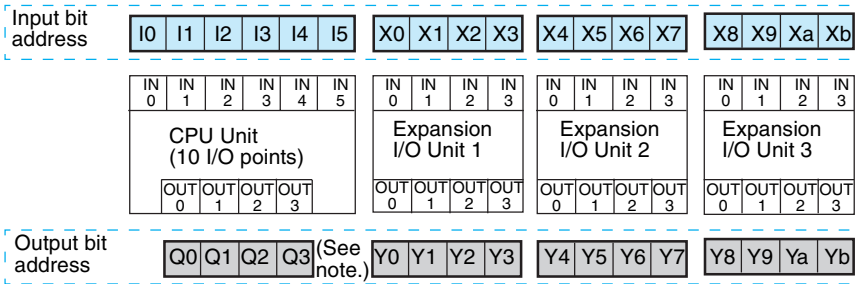 Input bit
address
I0 I1 I2 I3 I4 I5 X0 X1 X2 X3 X4 X5 X6 X7 X8 X9 Xa Xb
IN IN IN IN IN IN IN IN IN IN IN IN IN IN IN IN IN IN
0 1 2 3 4 5 0 1 2 3 0 1 2 3 0 1 2 3
CPU Unit
(10 I/O points)
Expansion
I/O Unit 1
Expansion
I/O Unit 2
Expansion
I/O Unit 3
OUT OUT OUT OUT OUT OUT OUT OUT OUT OUT OUT OUT OUT OUT OUT OUT
0 1 2 3 0 1 2 3 0 1 2 3 0 1 2 3
Output bit
address
Q0 Q1 Q2 Q3 (See
note.) Y0 Y1 Y2 Y3 Y4 Y5 Y6 Y7 Y8 Y9 Ya Yb